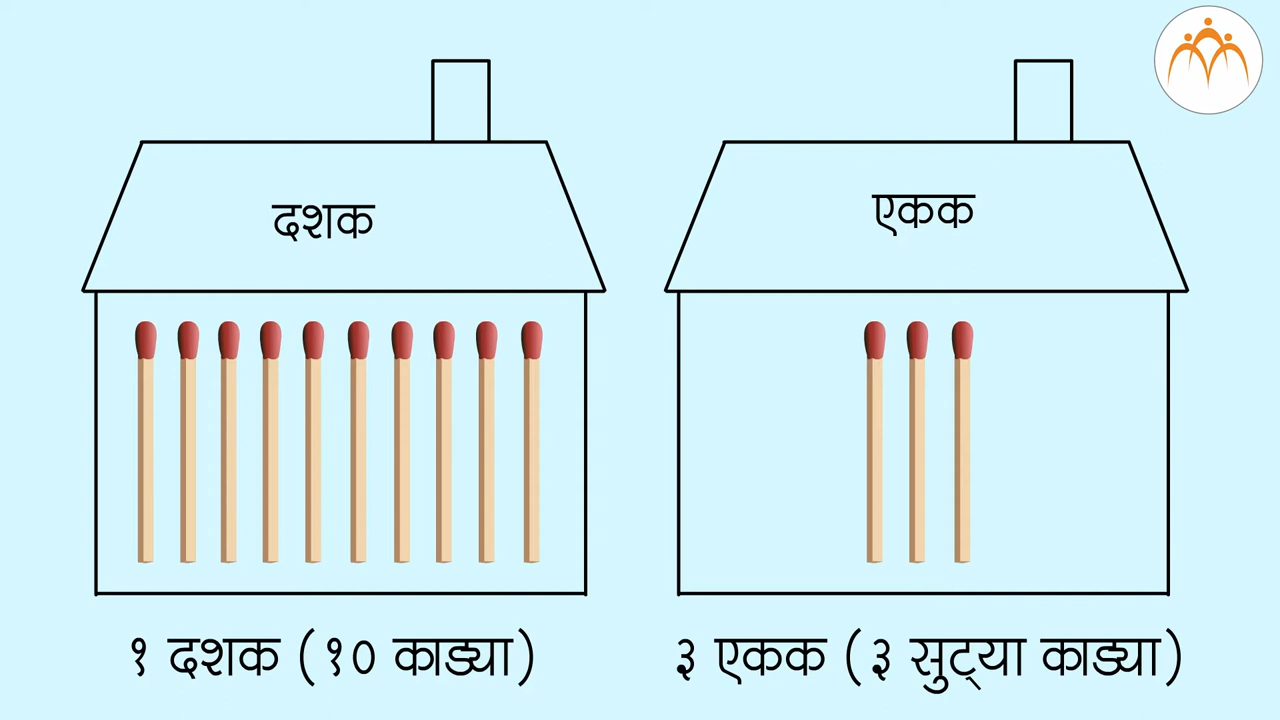 दशक
एकक
१ दशक (१० काड्या)
३ एकक (३ सुट्या काड्या)